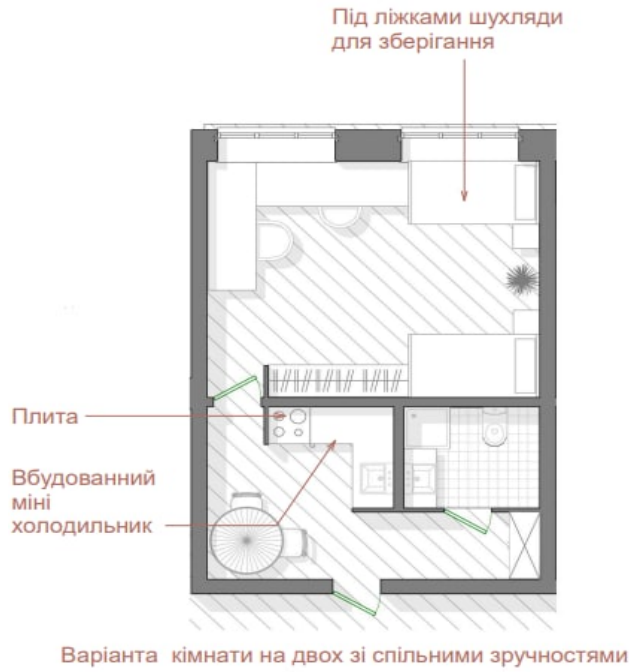 Під ліжками шухляди
для зберігання
Плита
Вбудованний
міні
холодильник
Варіанта кімнати на двох зі спільними зручностями